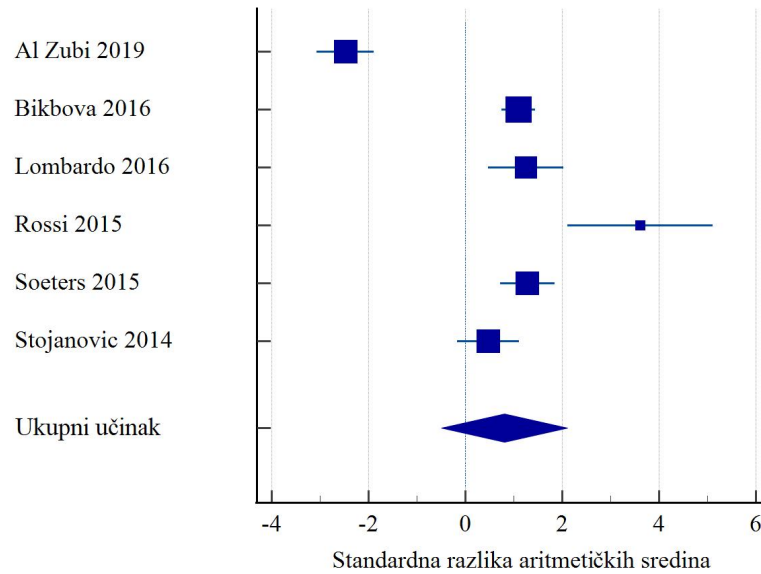 Al Zubi 2019
Bikbova 2016
Lombardo 2016
Rossi 2015
Soeters 2015
Stojanovic 2014
Ukupni učinak
-4 -2 0 2 4 6
Standardna razlika aritmetičkih sredina